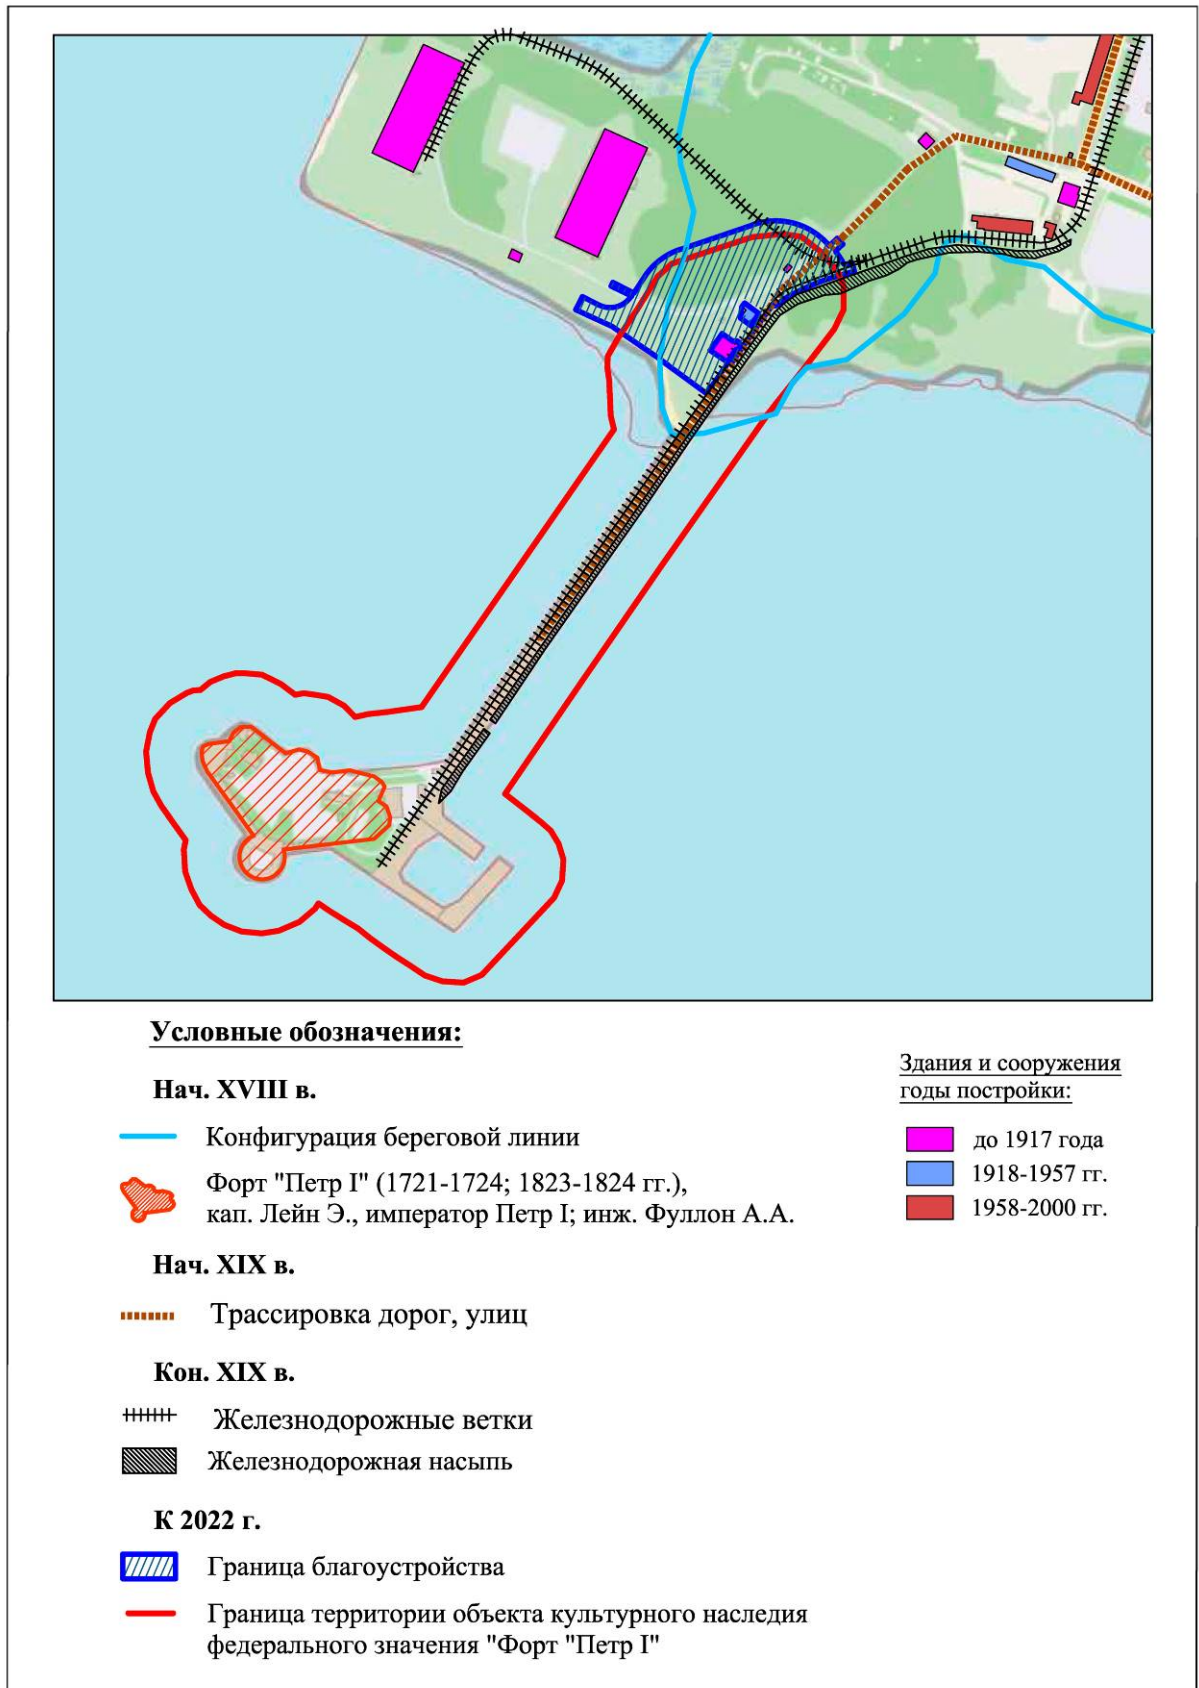 Условные обозначения:
Нач. XVIII в.
Конфигурация береговой линии
Форт "Петр I" (1721-1724; 1823-1824 гг.),
кап. Лейн Э., император Петр I; инж. Фуллон А.А.
Нач. XIX в.
Трассировка дорог, улиц
Кон. XIX в.
Железнодорожные ветки
Железнодорожная насыпь
К 2022 г.
Граница благоустройства
Граница территории объекта культурного наследия
федерального значения "Форт "Петр I"
Здания и сооружения
годы постройки:
до 1917 года
1918-1957 гг.
1958-2000 гг.